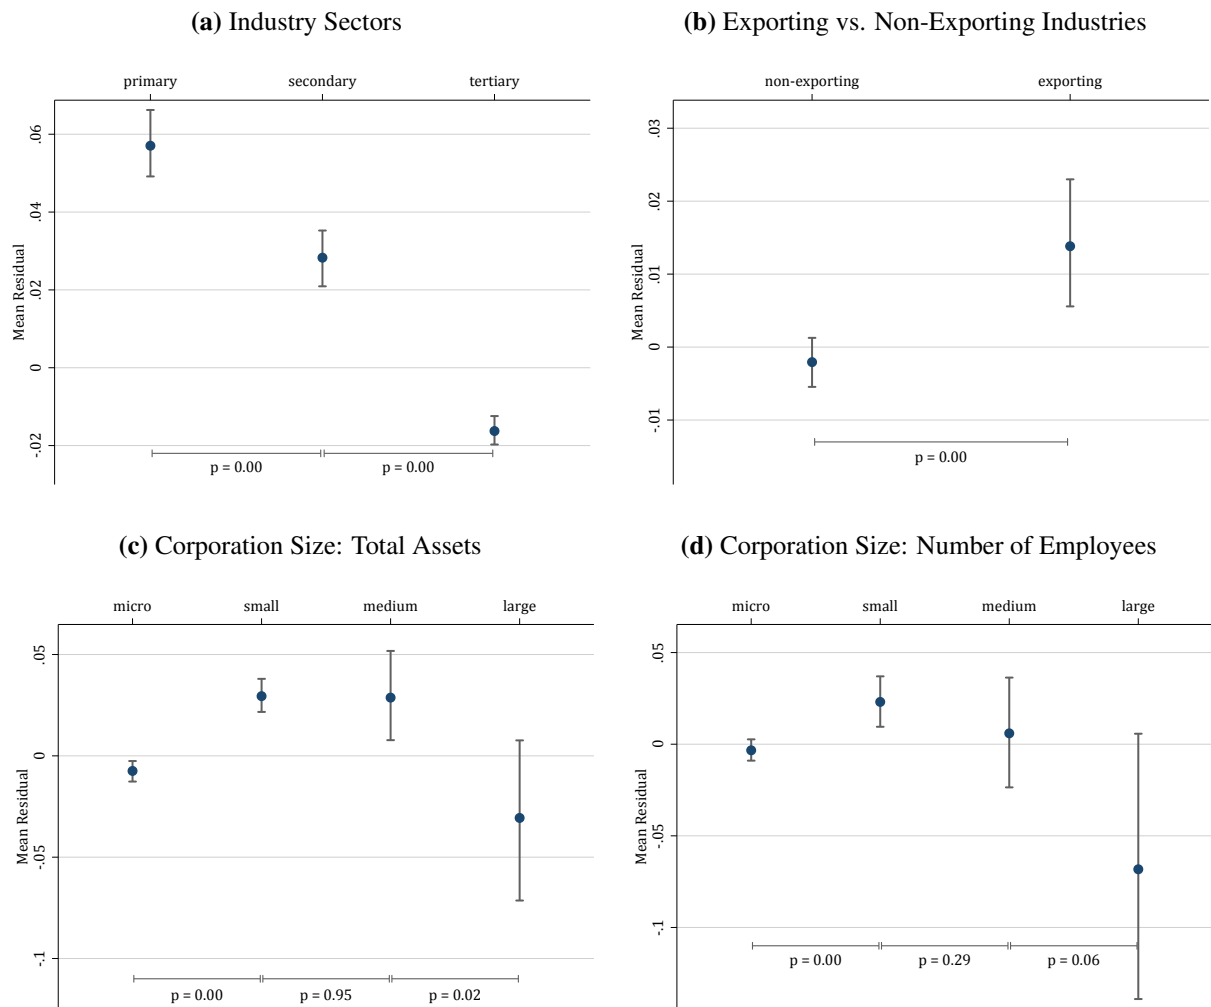 (a) Industry Sectors
primary secondary tertiary
Mean Residual
.06
.04
.02
0
-.02
p = 0.00 p = 0.00
(b) Exporting vs. Non-Exporting Industries
non-exporting exporting
Mean Residual
.03
.02
.01
0
-.01
p = 0.00
(c) Corporation Size: Total Assets
micro small medium large
Mean Residual
.05
0
-.05
-.1
p = 0.00 p = 0.95 p = 0.02
(d) Corporation Size: Number of Employees
micro small medium large
Mean Residual
.05
0
-.05
-.1
p = 0.00 p = 0.29 p = 0.06